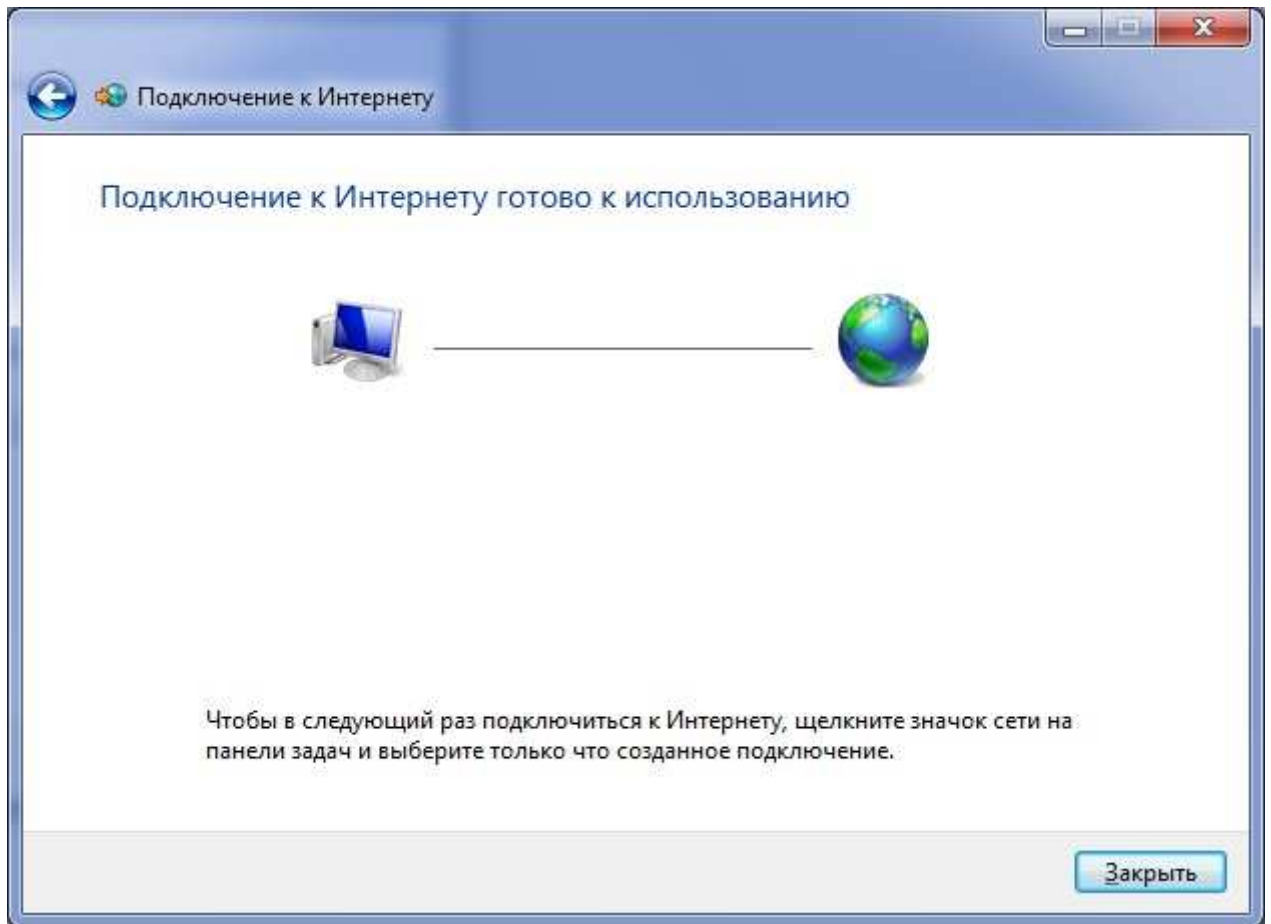 Подключение к Интернету
Подключение к Интернету готово к использованию
Чтобы в следующий раз подключиться к Интернету, щелкните значок сети на
панели задач и выберите только что созданное подключение.
Закрыть